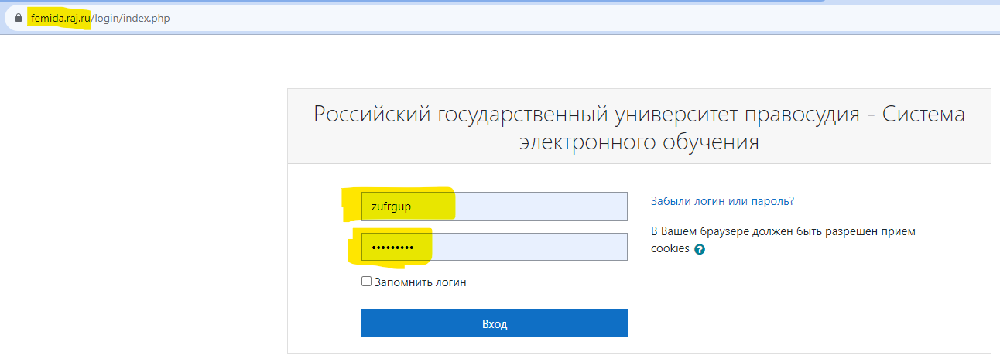 femida.raj.ru/login/index.php
Российский государственный университет правосудия - Система
электронного обучения
zufrgup
•••••••••
Забыли логин или пароль?
В Вашем браузере должен быть разрешен прием
cookies ?
Запомнить логин
Вход